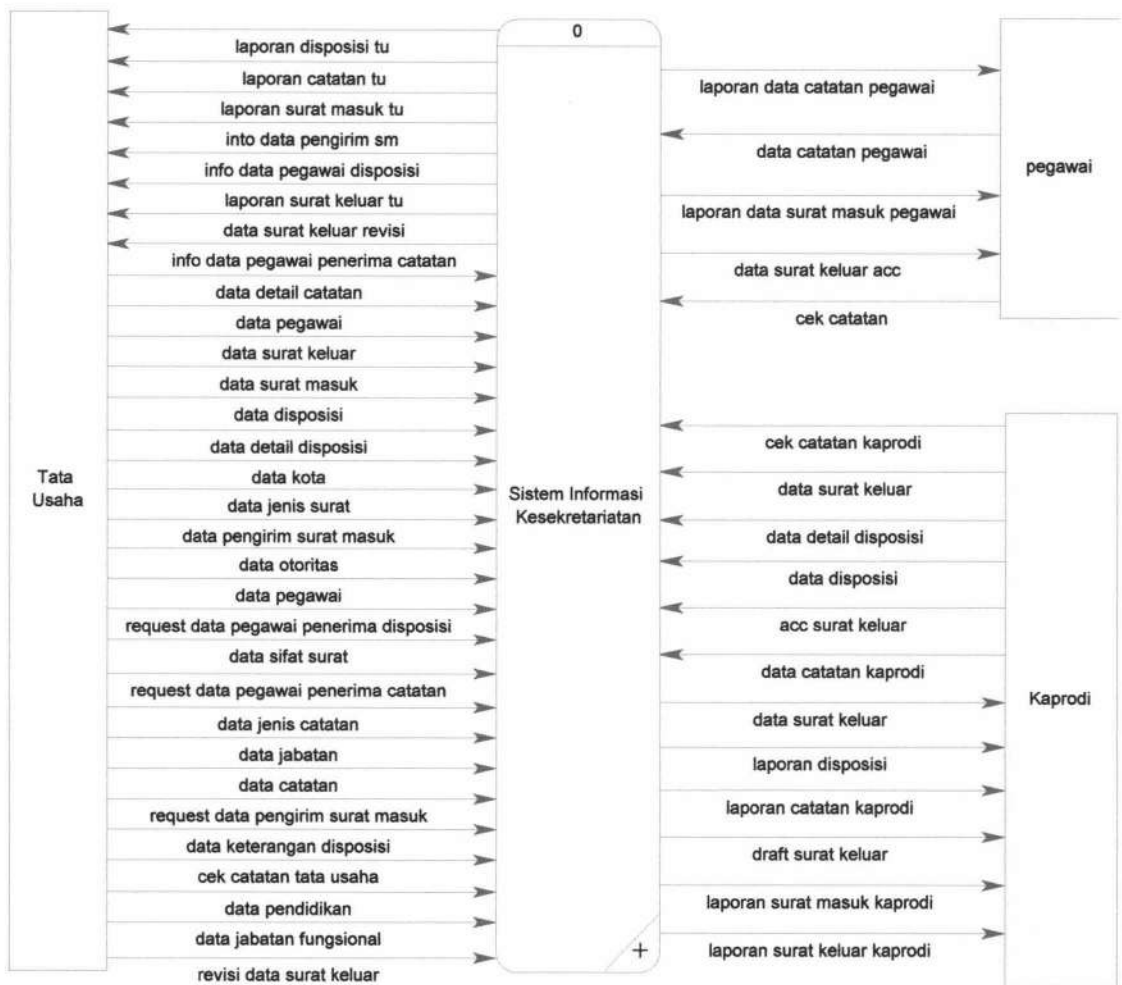 Tata
Usaha
laporan disposisi tu
laporan catatan tu
laporan surat masuk tu
into data pengirim sm
info data pegawai disposisi
laporan surat keluar tu
data surat keluar revisi
info data pegawai penerima catatan
data detail catatan
data pegawai
data surat keluar
data surat masuk
data disposisi
data detail disposisi
data kota
data jenis surat
data pengirim surat masuk
data otoritas
data pegawai
request data pegawai penerima disposisi
data sifat surat
request data pegawai penerima catatan
data jenis catatan
data jabatan
data catatan
request data pengirim surat masuk
data keterangan disposisi
cek catatan tata usaha
data pendidikan
data jabatan fungsional
revisi data surat keluar
0
Sistem Informasi
Kesekretariatan
+
laporan data catatan pegawai
data catatan pegawai
laporan data surat masuk pegawai
data surat keluar acc
cek catatan
pegawai
cek catatan kaprodi
data surat keluar
data detail disposisi
data disposisi
acc surat keluar
data catatan kaprodi
data surat keluar
laporan disposisi
laporan catatan kaprodi
draft surat keluar
laporan surat masuk kaprodi
laporan surat keluar kaprodi
Kaprodi